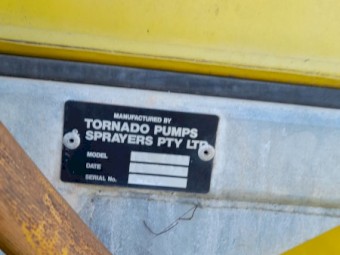 MANUFACTURED BY
TORNADO PUMPS
SPRAYERS PTY LTD
MODEL
DATE
SERIAL No.